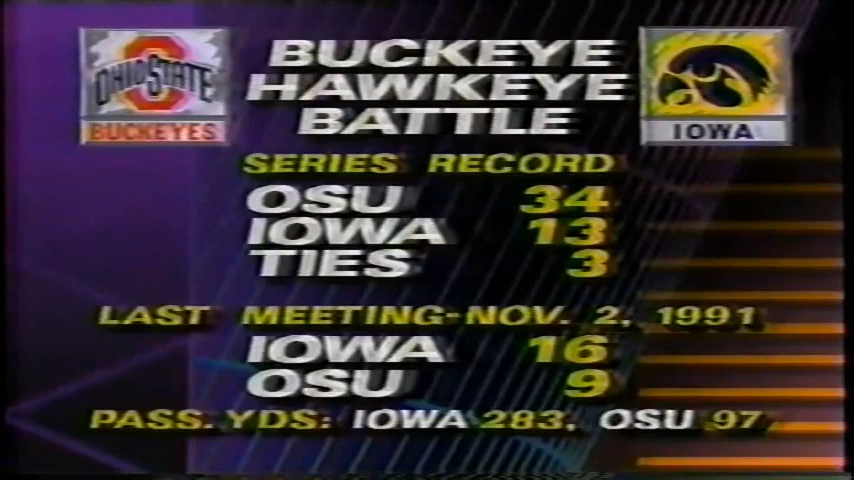 OHIO STATE
BUCKEYES
BUCKEYE
HAWKEYE
BATTLE
IOWA
SERIES RECORD
OSU 34
IOWA 13
TIES 3
LAST MEETING-NOV. 2, 1991
IOWA 16
OSU 9
PASS. YDS: IOWA 283, OSU 97